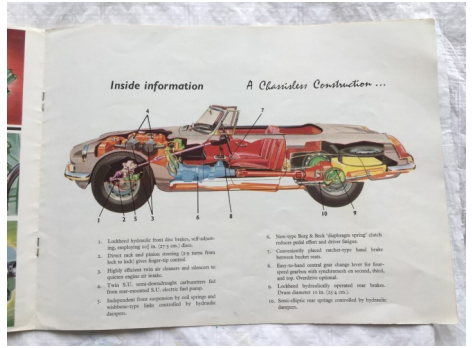 Inside information
A Chassisless Construction ...
4
7
1
2
5
3
6
8
10
9
1. Lockheed hydraulic front disc brakes, self-adjust-
ing, employing 10¾ in. (27·3 cm.) discs.
2. Direct rack and pinion steering (2·9 turns from
lock to lock) gives finger-tip control.
3. Highly efficient twin air cleaners and silencers to
quieten engine air intake.
4. Twin S.U. semi-downdraught carburetters fed
from rear-mounted S.U. electric fuel pump.
5. Independent front suspension by coil springs and
wishbone-type links controlled by hydraulic
dampers.
6. New-type Borg & Beck 'diaphragm spring' clutch
reduces pedal effort and driver fatigue.
7. Conveniently placed ratchet-type hand brake
between bucket seats.
8. Easy-to-hand central gear change lever for four-
speed gearbox with synchromesh on second, third,
and top. Overdrive optional.
9. Lockheed hydraulically operated rear brakes.
Drum diameter 10 in. (25·4 cm.)
10. Semi-elliptic rear springs controlled by hydraulic
dampers.